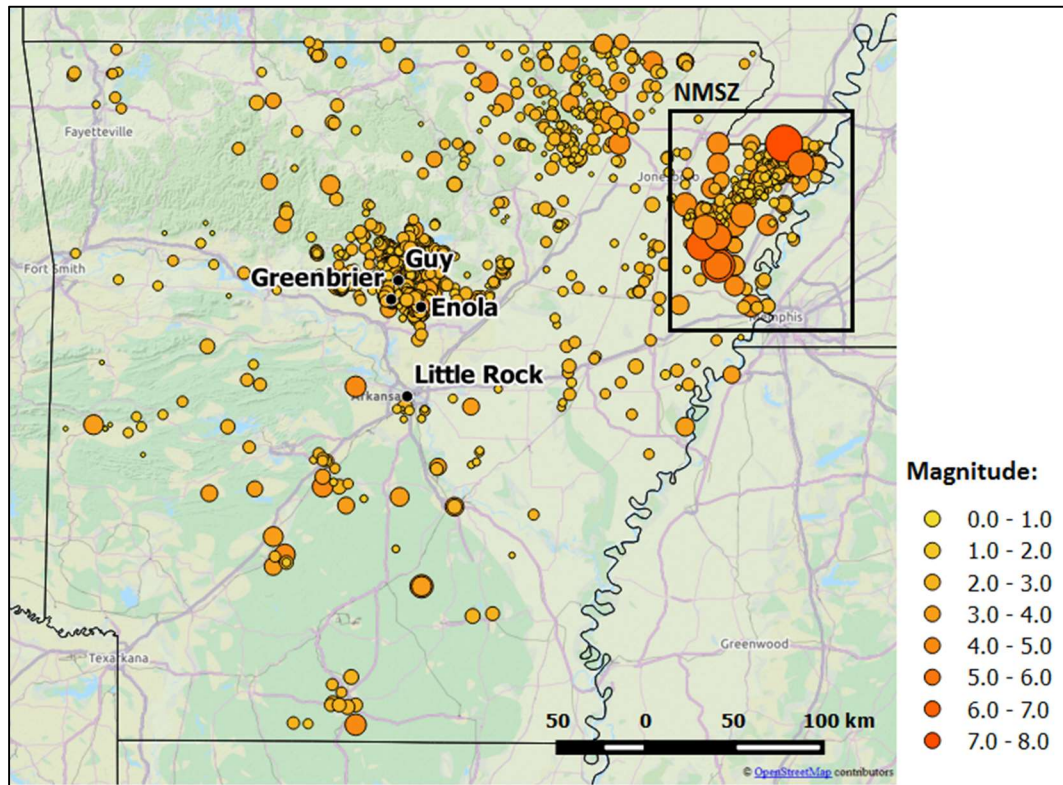 NMSZ
Fayetteville
Jonesboro
Fort Smith
Guy
Greenbrier
Enola
Memphis
Little Rock
Arkansas
Magnitude:
0.0 - 1.0
1.0 - 2.0
2.0 - 3.0
3.0 - 4.0
4.0 - 5.0
5.0 - 6.0
6.0 - 7.0
7.0 - 8.0
Greenwood
Texarkana
50 0 50 100 km
© OpenStreetMap contributors